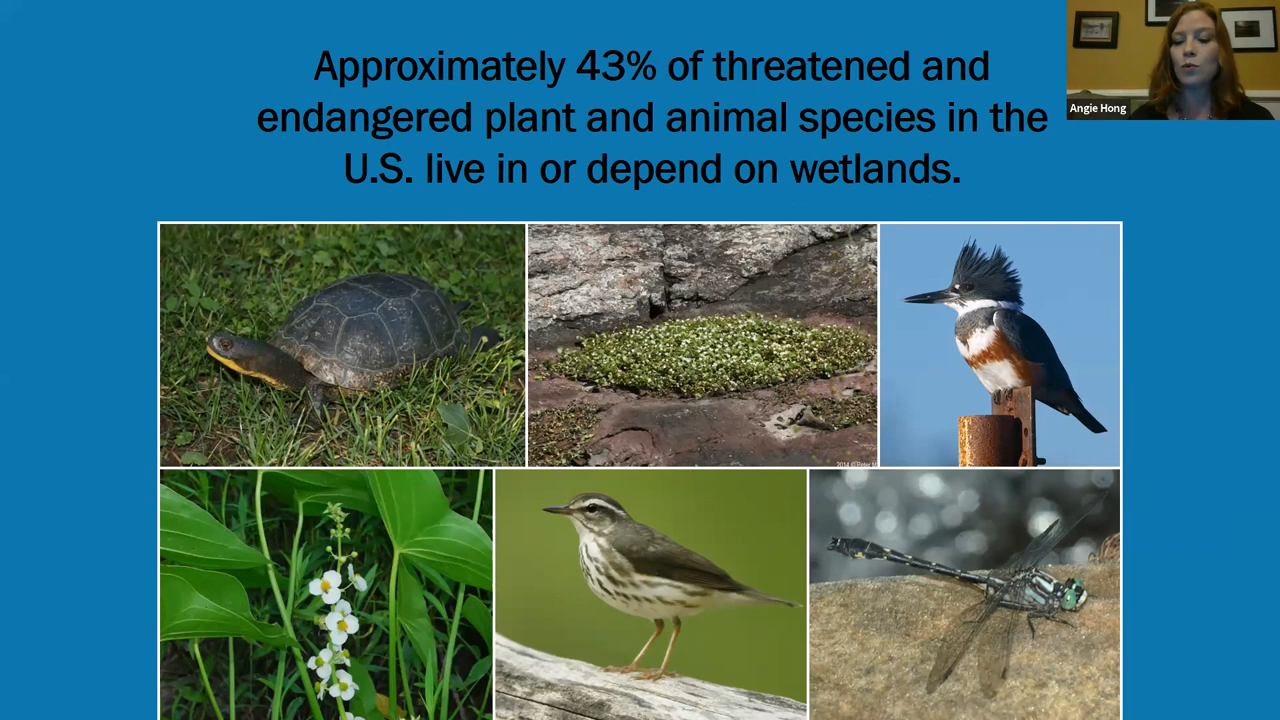 Approximately 43% of threatened and
endangered plant and animal species in the
U.S. live in or depend on wetlands.
Angie Hong